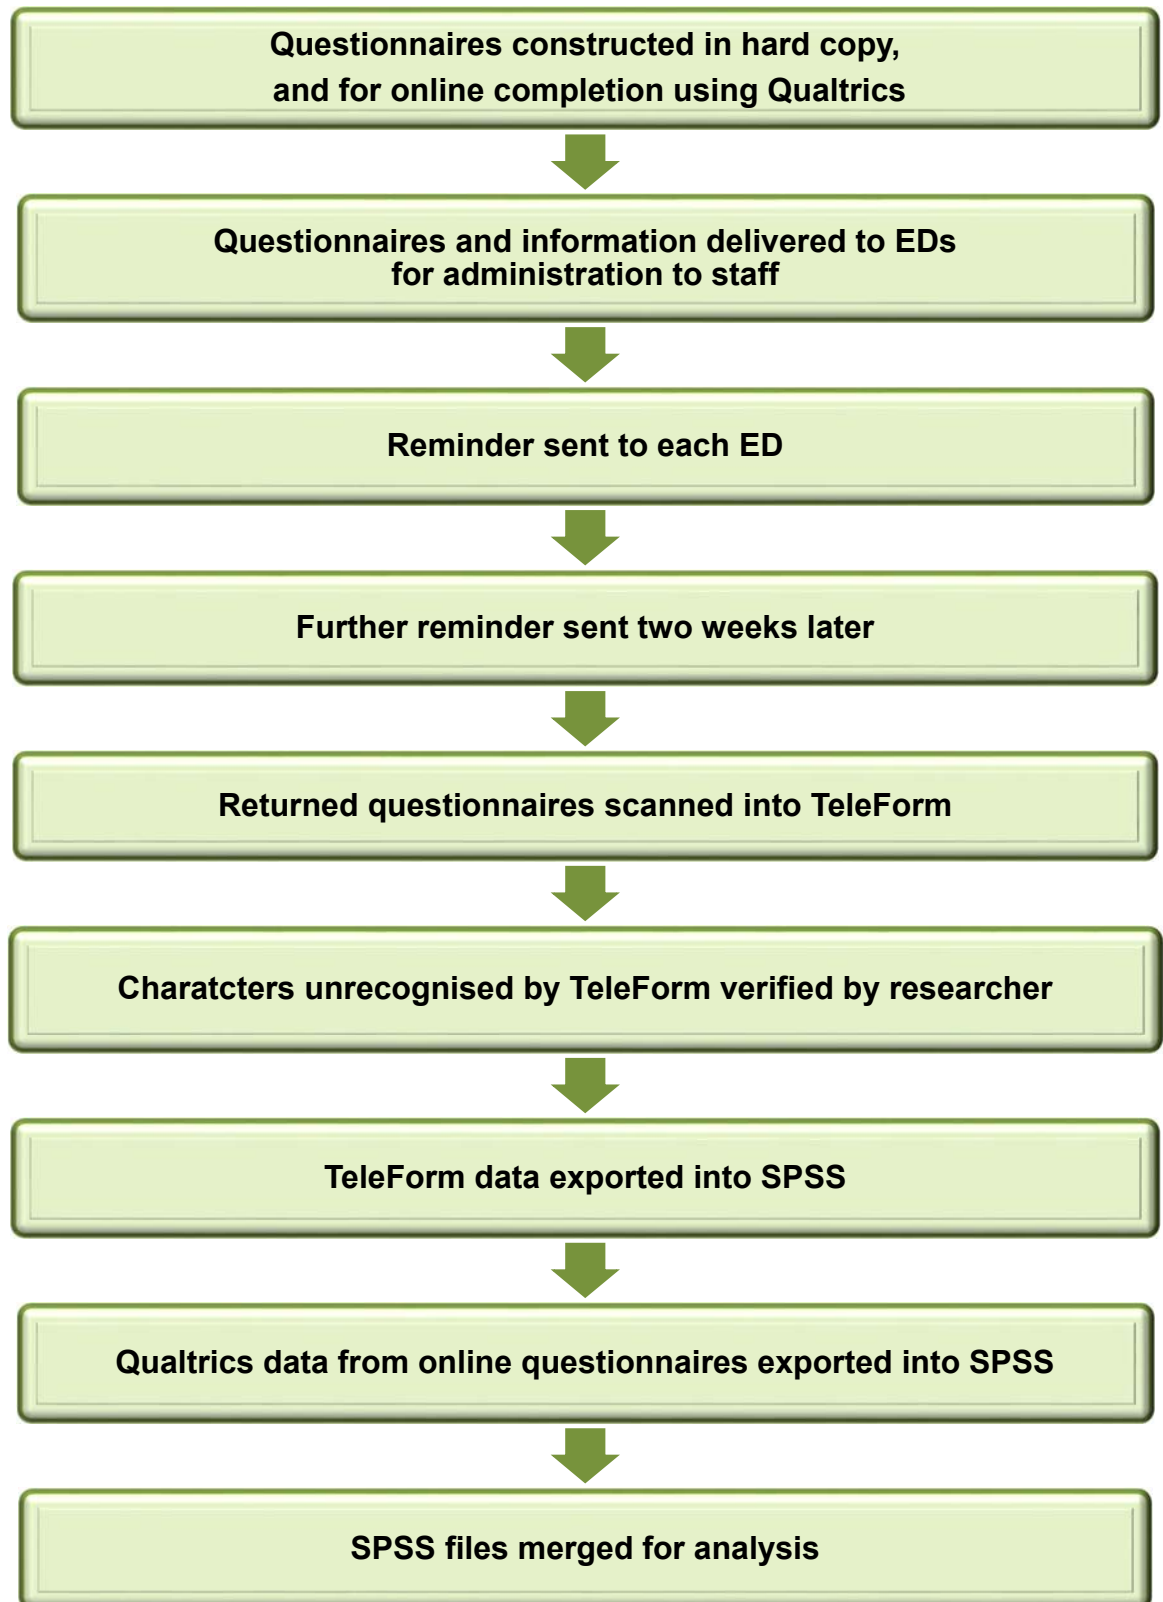 Questionnaires constructed in hard copy,
and for online completion using Qualtrics
Questionnaires and information delivered to EDs
for administration to staff
Reminder sent to each ED
Further reminder sent two weeks later
Returned questionnaires scanned into TeleForm
Charatcters unrecognised by TeleForm verified by researcher
TeleForm data exported into SPSS
Qualtrics data from online questionnaires exported into SPSS
SPSS files merged for analysis